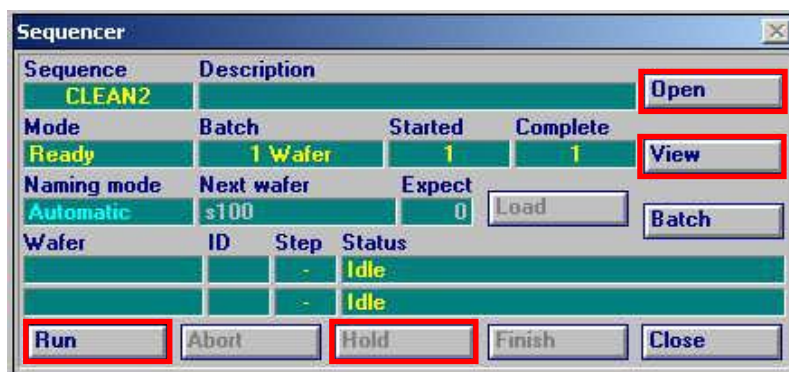 Sequencer
Sequence Description
CLEAN2 Open
Mode Batch Started Complete
Ready 1 Wafer 1 1 View
Naming mode Next wafer Expect
Automatic s100 0 Load Batch
Wafer ID Step Status
- Idle
- Idle
Run Abort Hold Finish Close